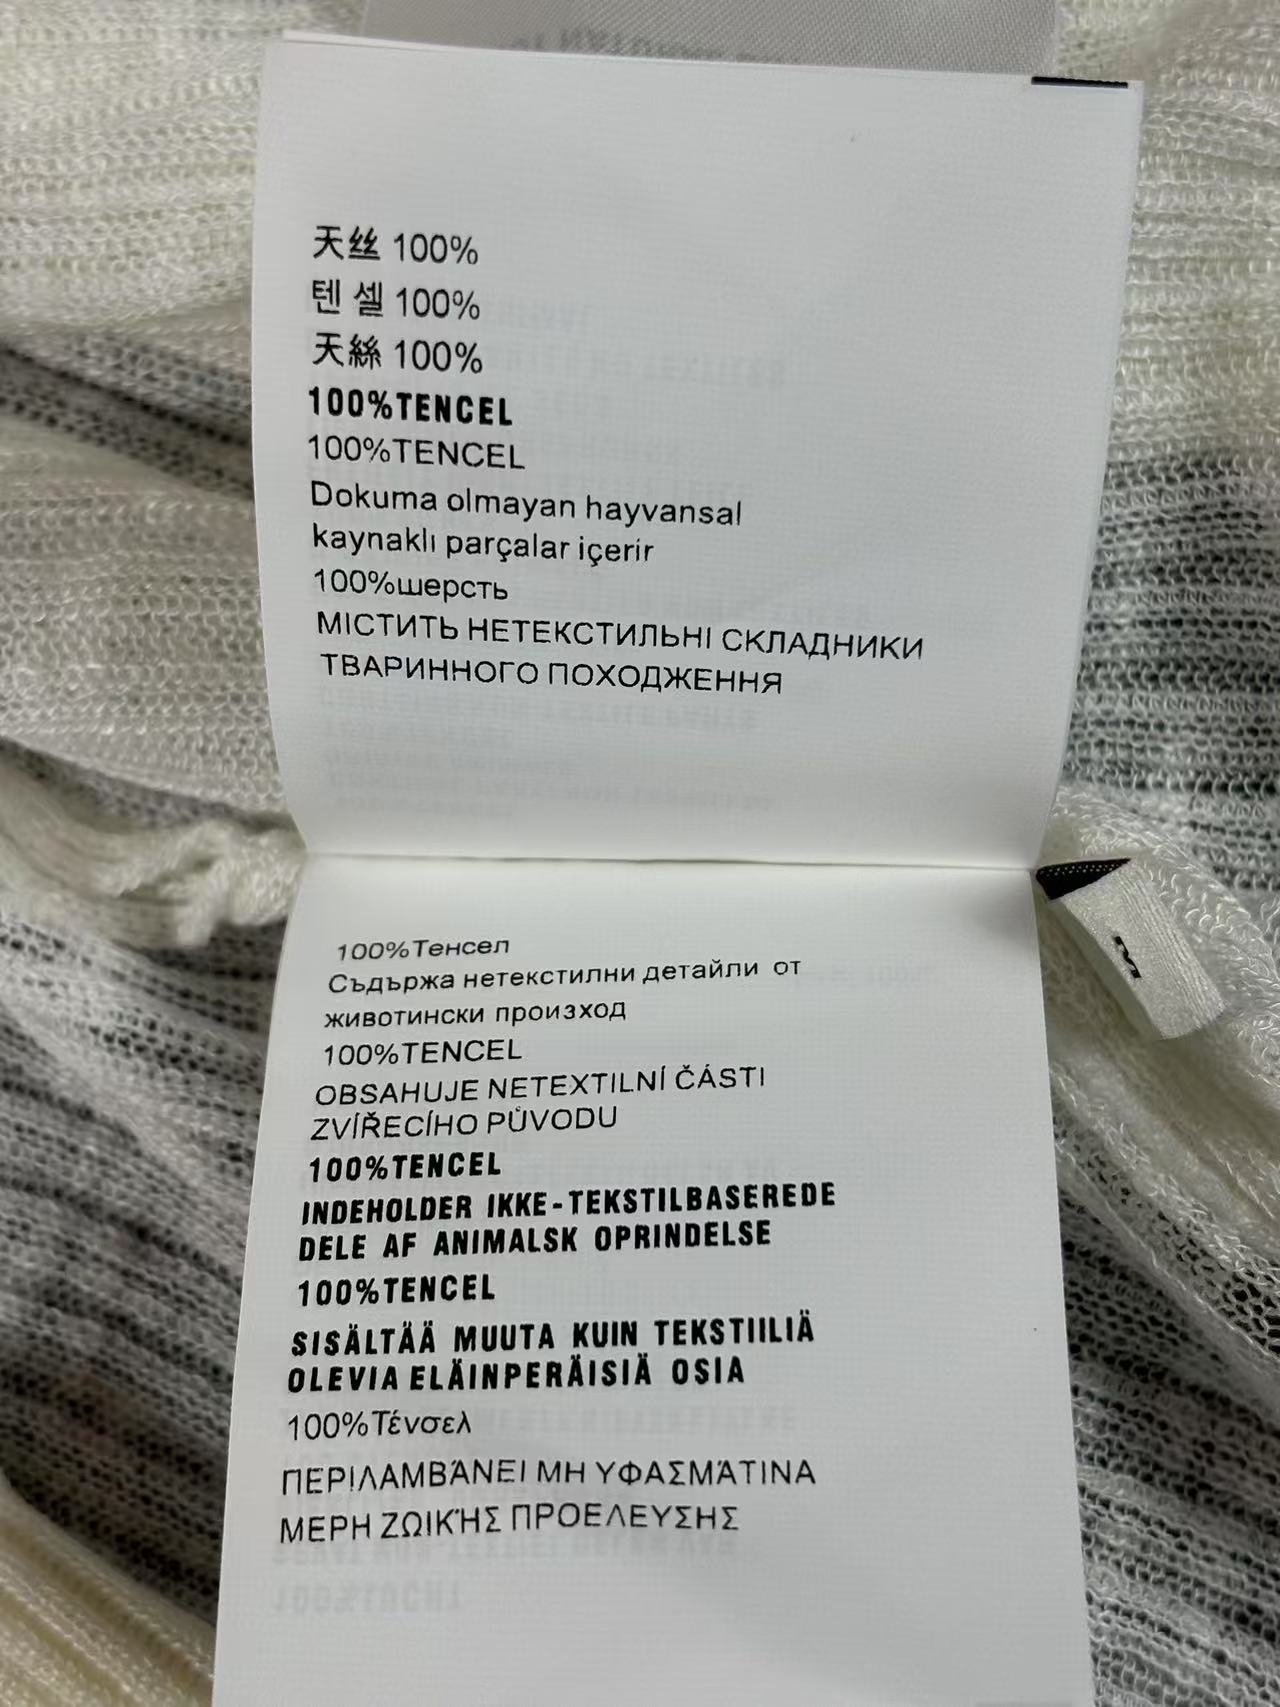 天丝 100%
텐 셀 100%
天絲 100%
100%TENCEL
100%TENCEL
Dokuma olmayan hayvansal
kaynaklı parçalar içerir
100%шерсть
МІСТИТЬ НЕТЕКСТИЛЬНІ СКЛАДНИКИ
ТВАРИННОГО ПОХОДЖЕННЯ
100%Тенсел
Съдържа нетекстилни детайли от
животински произход
100%TENCEL
OBSAHUJE NETEXTILNÍ ČÁSTI
ZVÍŘECÍHO PŮVODU
100%TENCEL
INDEHOLDER IKKE-TEKSTILBASEREDE
DELE AF ANIMALSK OPRINDELSE
100%TENCEL
SISÄLTÄÄ MUUTA KUIN TEKSTIILIÄ
OLEVIA ELÄINPERÄISIÄ OSIA
100%Τένσελ
ΠΕΡΙΛΑΜΒΆΝΕΙ ΜΗ ΥΦΑΣΜΆΤΙΝΑ
ΜΕΡΗ ΖΩΙΚΉΣ ΠΡΟΕΛΕΥΣΗΣ
M